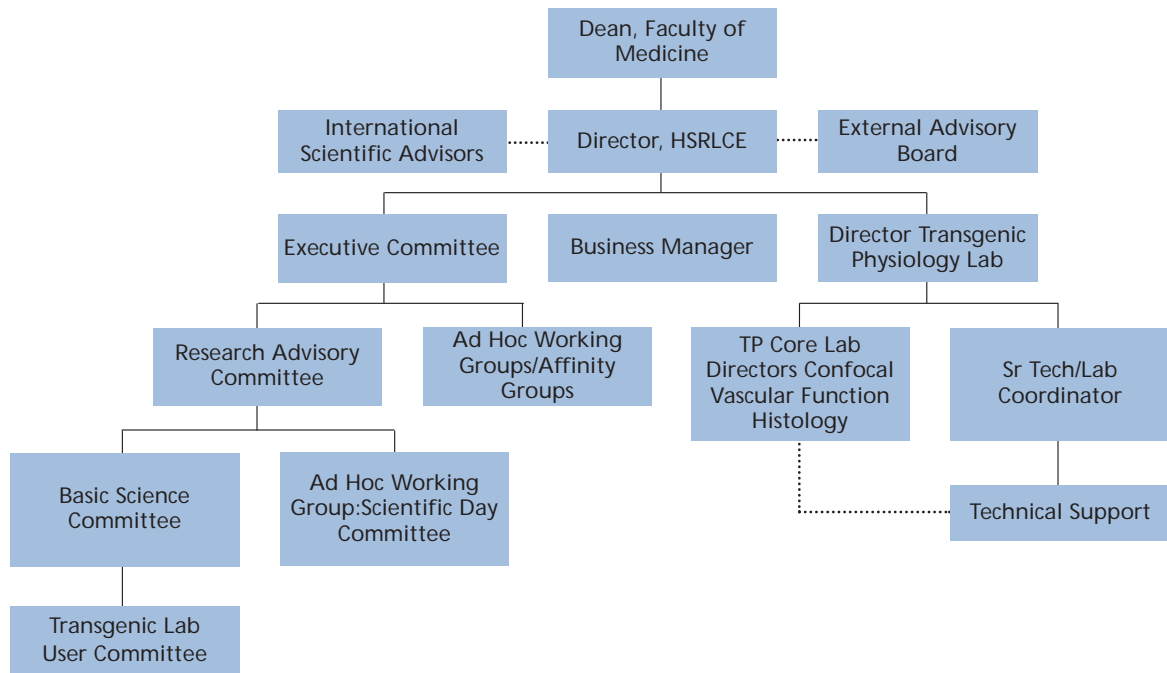 Dean, Faculty of
Medicine
International
Scientific Advisors
Director, HSRLCE
External Advisory
Board
Executive Committee
Business Manager
Director Transgenic
Physiology Lab
Research Advisory
Committee
Ad Hoc Working
Groups/Affinity
Groups
TP Core Lab
Directors Confocal
Vascular Function
Histology
Sr Tech/Lab
Coordinator
Basic Science
Committee
Ad Hoc Working
Group:Scientific Day
Committee
Technical Support
Transgenic Lab
User Committee